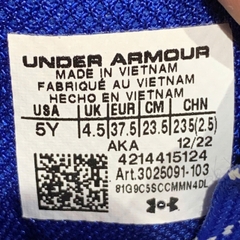 UNDER ARMOUR
MADE IN VIETNAM
FABRIQUÉ AU VIETNAM
HECHO EN VIETNAM
USA UK EUR CM CHN
5Y 4.5 37.5 23.5 235(2.5)
AKA 12/22
4214415124
Art.3025091-103
81G9C5SCCMMN4DL